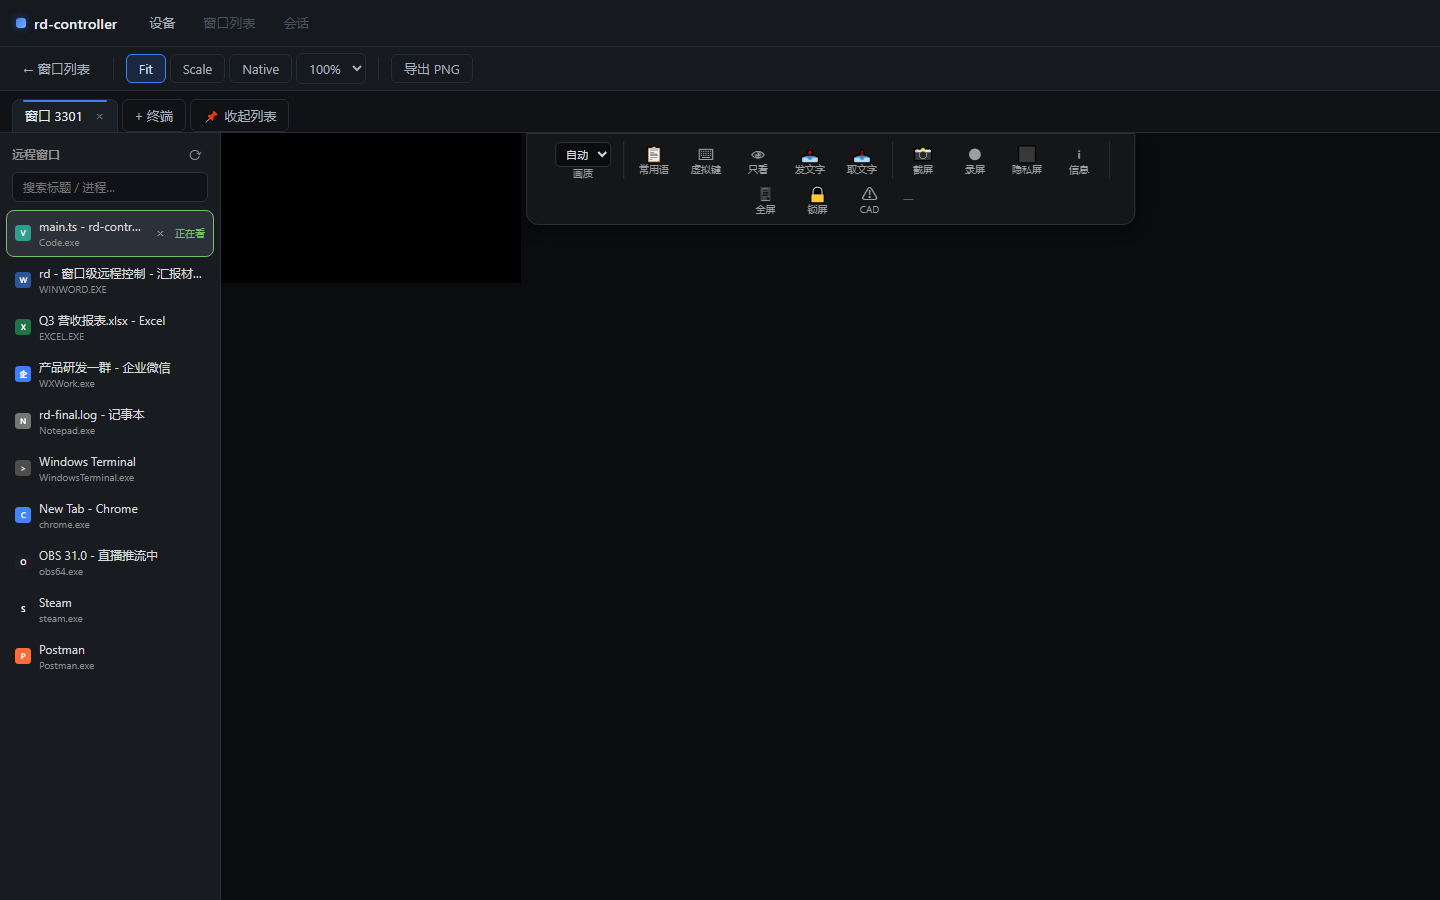 rd-controller 设备 窗口列表 会话
← 窗口列表 Fit Scale Native 100% 导出 PNG
窗口 3301 × + 终端 收起列表
远程窗口
搜索标题 / 进程...
main.ts - rd-contr... × 正在看
Code.exe
W rd - 窗口级远程控制 - 汇报材...
WINWORD.EXE
X Q3 营收报表.xlsx - Excel
EXCEL.EXE
企 产品研发一群 - 企业微信
WXWork.exe
N rd-final.log - 记事本
Notepad.exe
> Windows Terminal
WindowsTerminal.exe
C New Tab - Chrome
chrome.exe
O OBS 31.0 - 直播推流中
obs64.exe
S Steam
steam.exe
P Postman
Postman.exe
自动
画质 常用语 虚拟键 只看 发文字 取文字 截屏 录屏 隐私屏 信息
全屏 锁屏 CAD